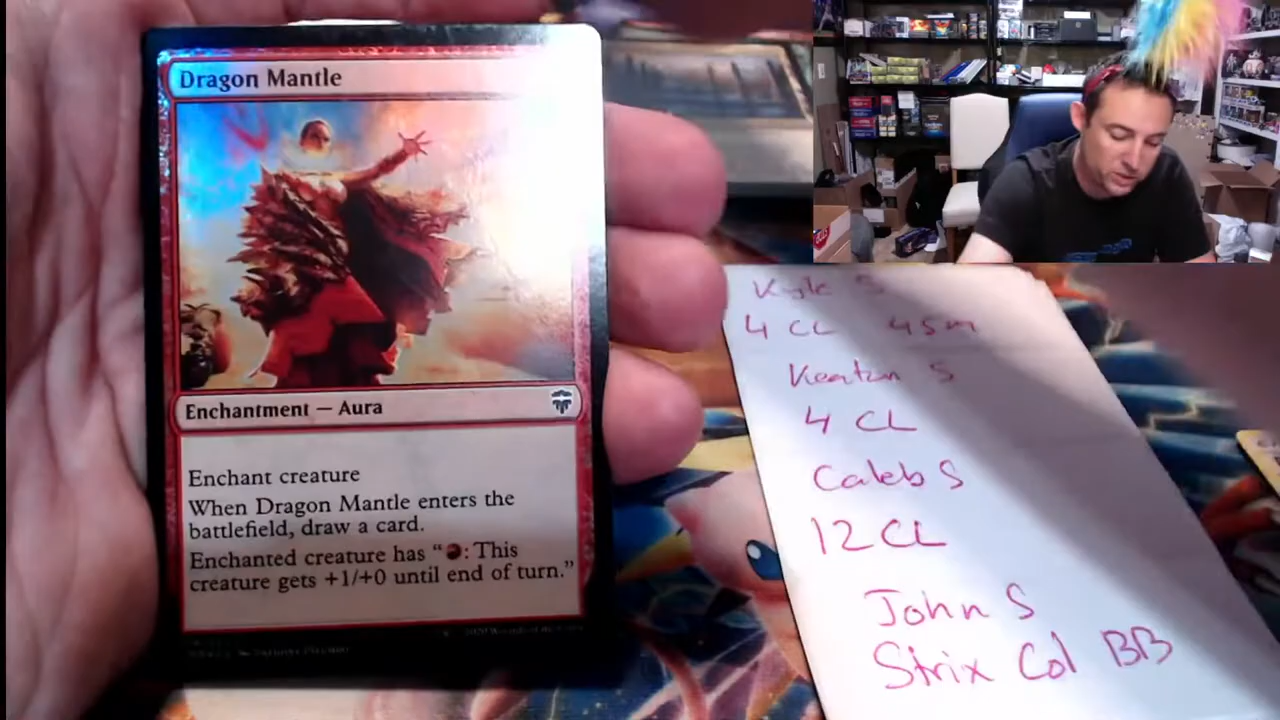 Dragon Mantle
Enchantment — Aura
Enchant creature
When Dragon Mantle enters the
battlefield, draw a card.
Enchanted creature has “ : This
creature gets +1/+0 until end of turn.”
Kyle S
4 CL 4SM
Keaton S
4 CL
Caleb S
12 CL
John S
Strix Col BB